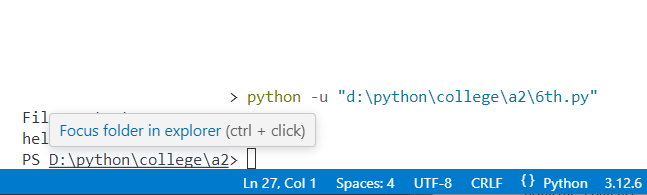 > python -u "d:\python\college\a2\6th.py"
Focus folder in explorer (ctrl + click)
PS D:\python\college\a2>
Ln 27, Col 1 Spaces: 4 UTF-8 CRLF {} Python 3.12.6